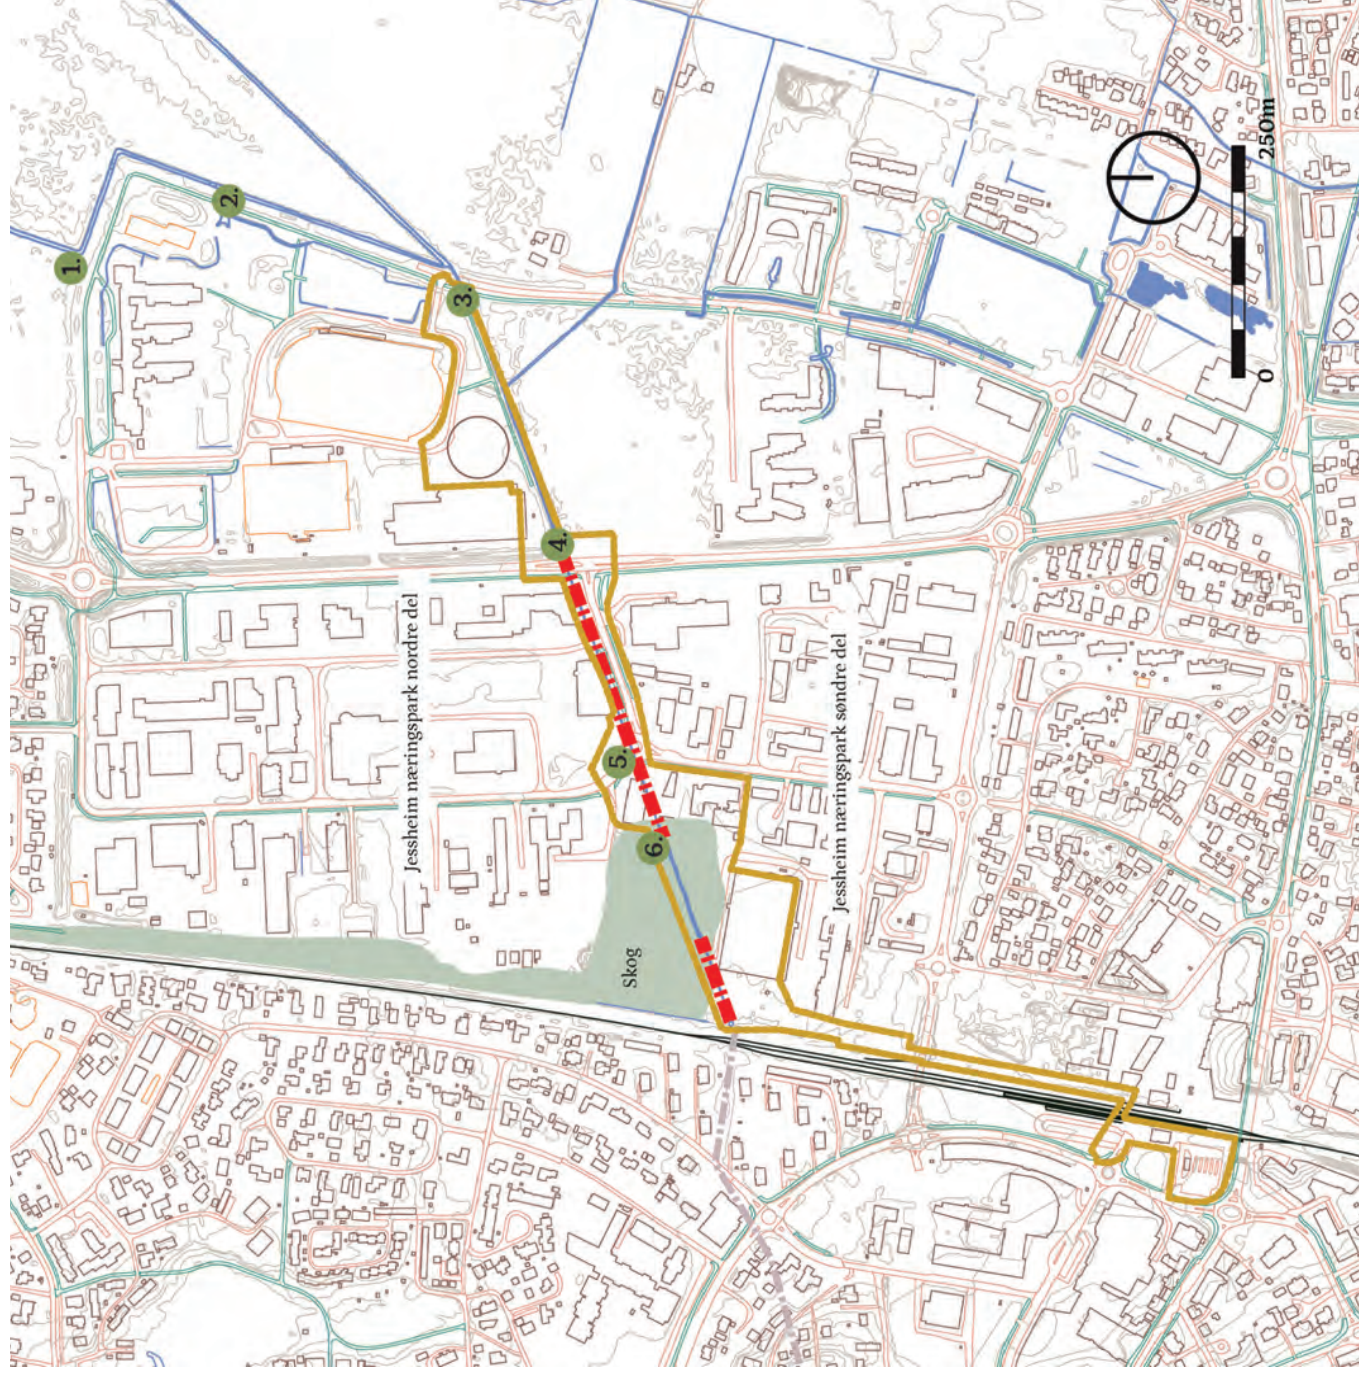 1.
2.
3.
4.
5.
6.
Jessheim næringspark nordre del
Jessheim næringspark søndre del
Skog
0
250m